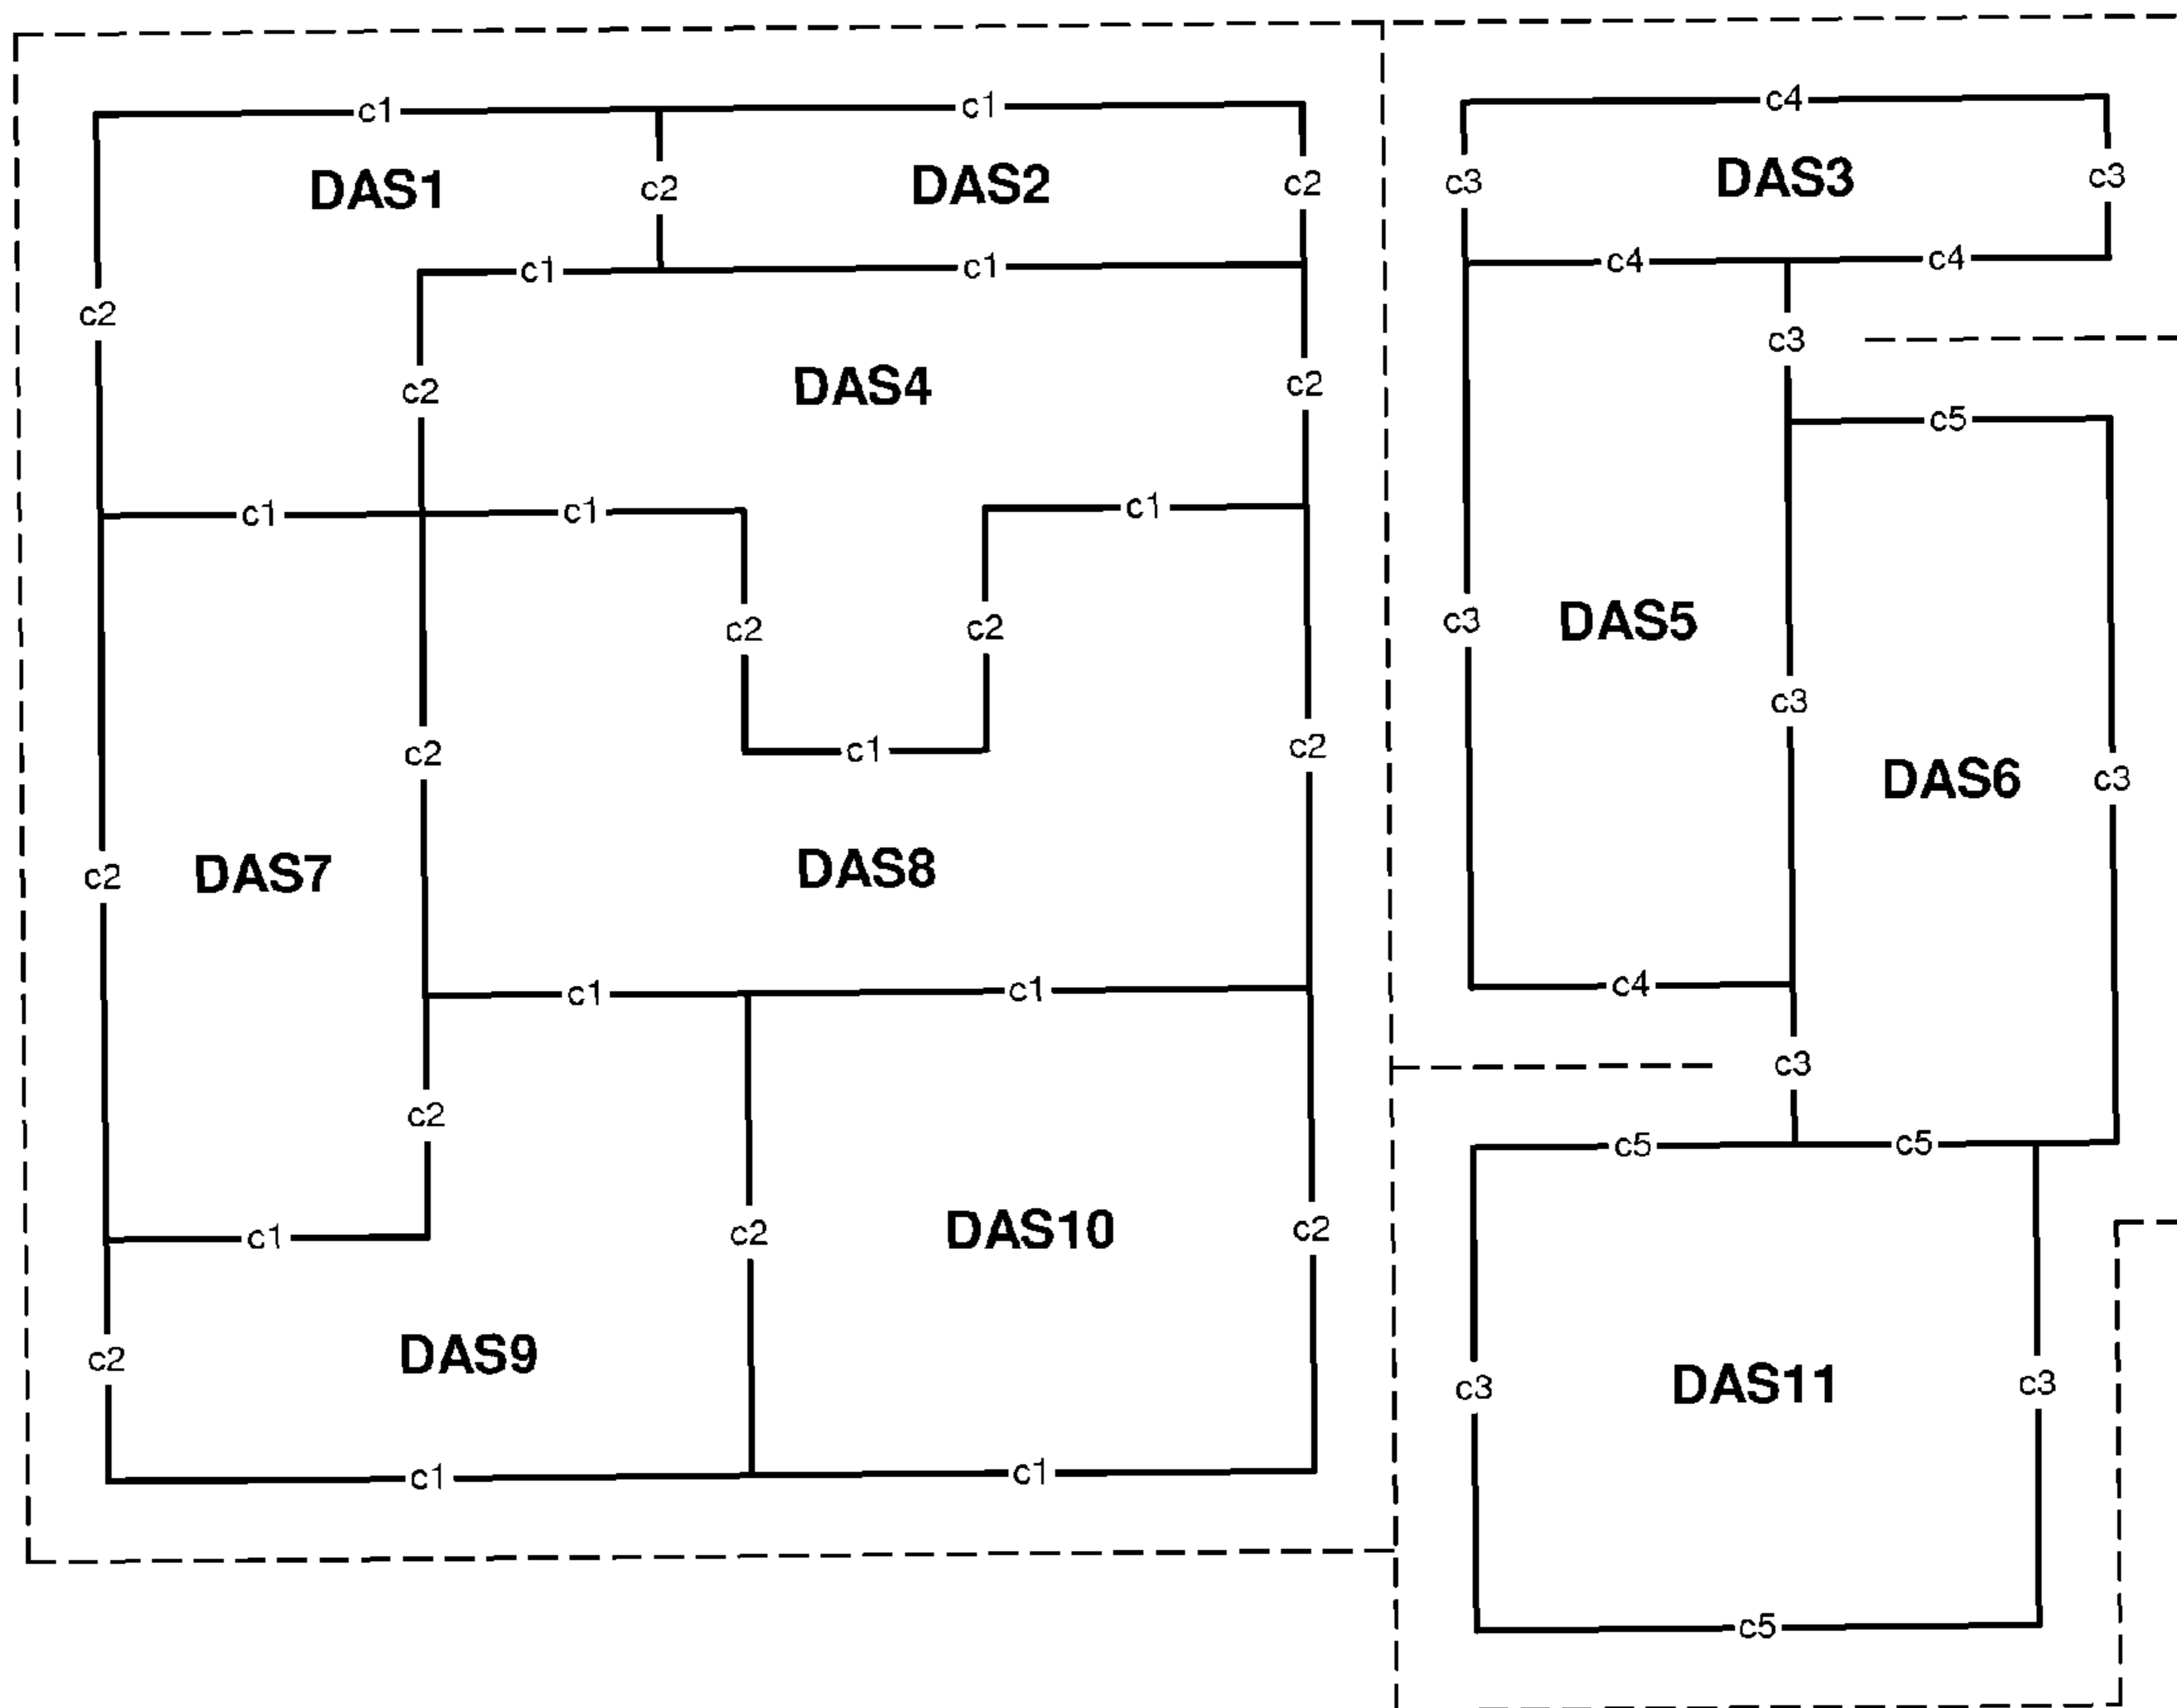 c1 c1 c4
DAS1 c2 DAS2 c2 c3 DAS3 c3
c1 c1 c4 c4
c2 c3
c2 DAS4 c2
c5
c1 c1 c1
c2 c2 c3 DAS5
c3
c2 c1 c2 DAS6 c3
c2 DAS7 DAS8
c1 c1 c4
c3
c2
c5 c5
c1 c2 DAS10 c2
c2 DAS9 c3 DAS11 c3
c1 c1
c5